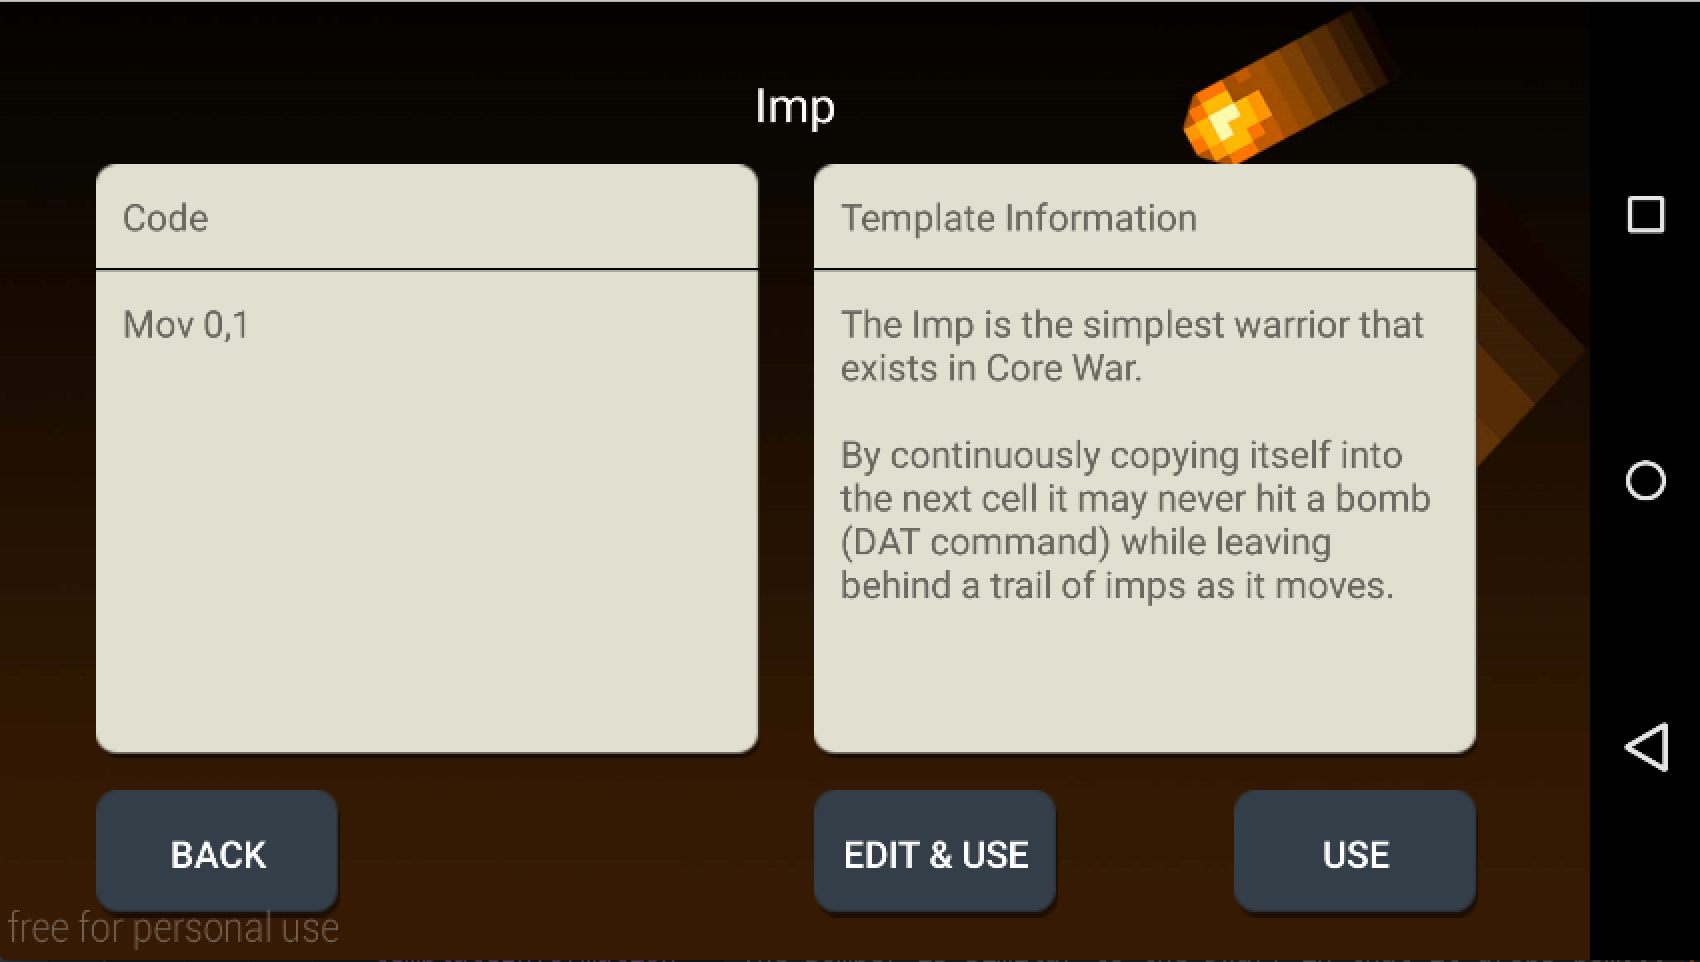 Imp
Code
Mov 0,1
Template Information
The Imp is the simplest warrior that
exists in Core War.
By continuously copying itself into
the next cell it may never hit a bomb
(DAT command) while leaving
behind a trail of imps as it moves.
BACK
EDIT & USE
USE
free for personal use